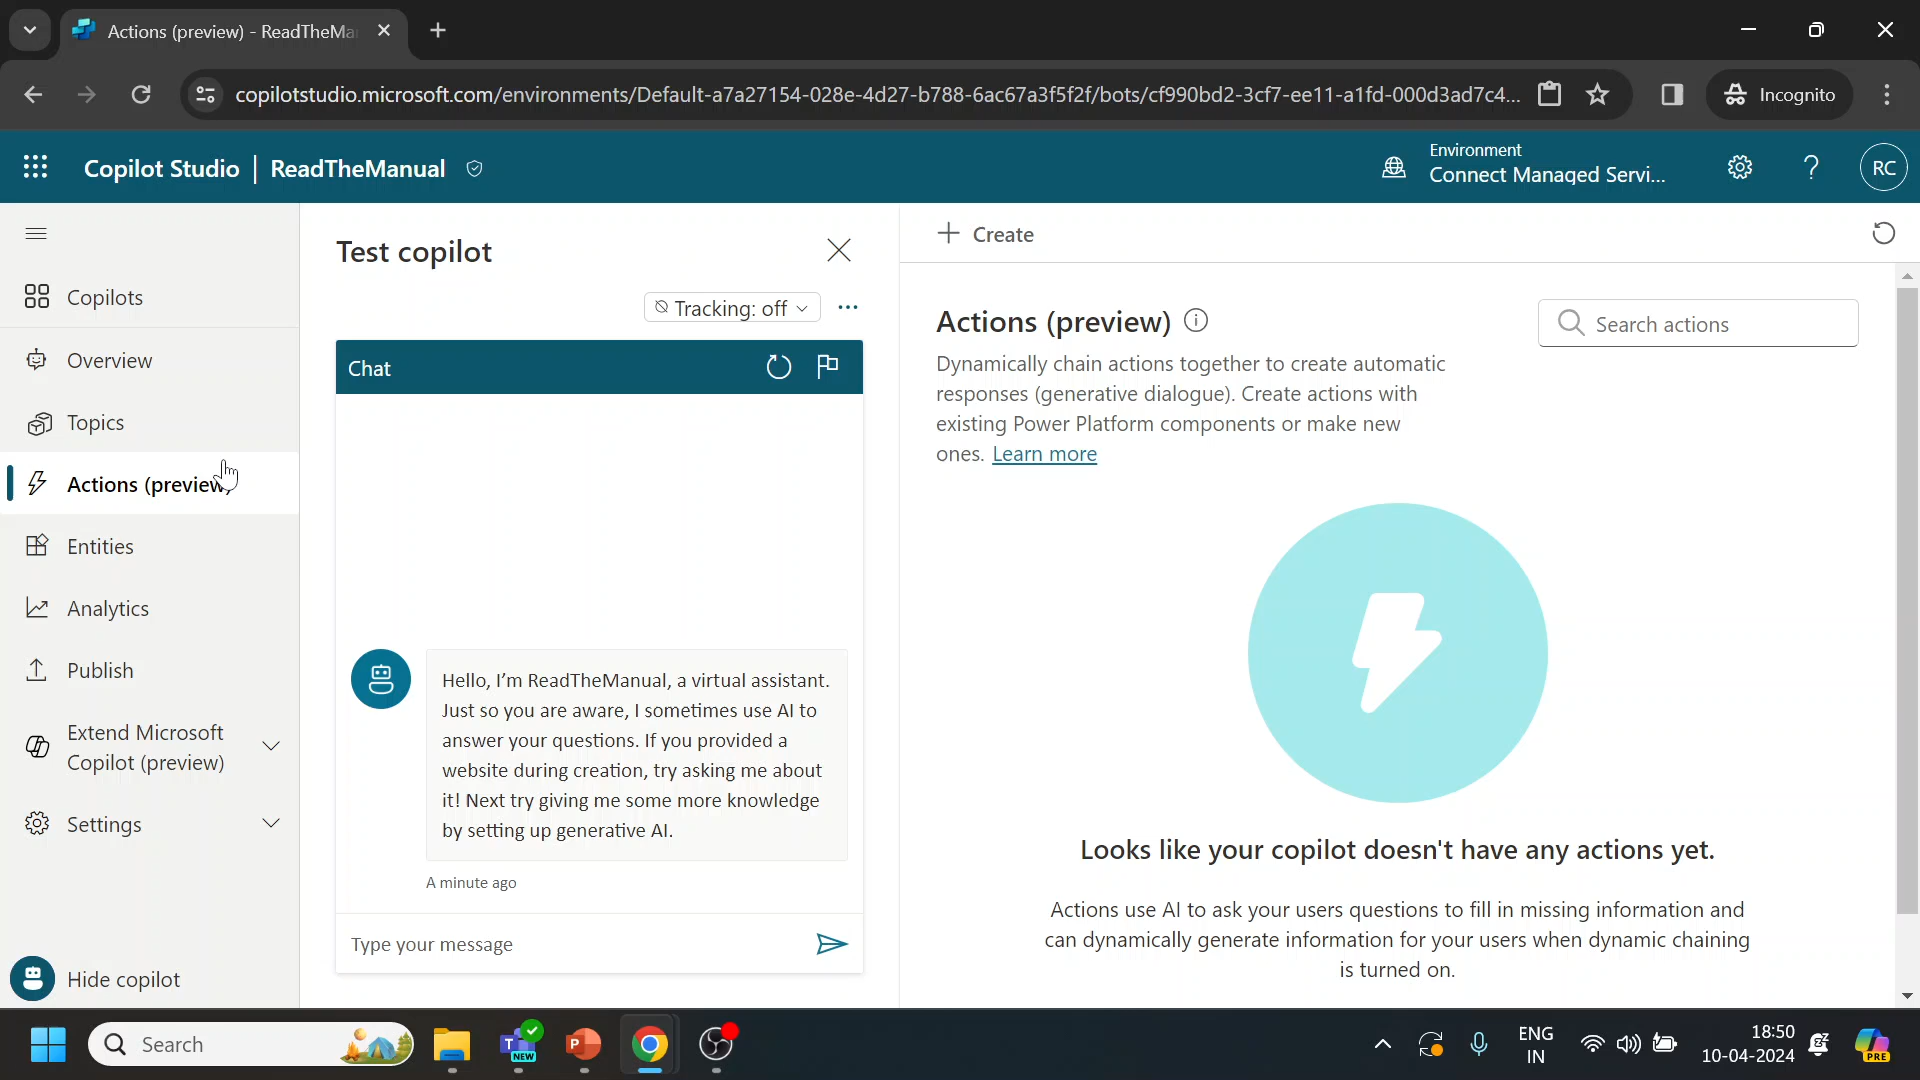 Actions (preview) - ReadTheMa
copilotstudio.microsoft.com/environments/Default-a7a27154-028e-4d27-b788-6ac67a3f5f2f/bots/cf990bd2-3cf7-ee11-a1fd-000d3ad7c4...
Incognito
Copilot Studio | ReadTheManual
Environment
Connect Managed Servi...
?
RC
Copilots
Overview
Topics
Actions (preview)
Entities
Analytics
Publish
Extend Microsoft
Copilot (preview)
Settings
Hide copilot
Test copilot
Tracking: off
Chat
Hello, I'm ReadTheManual, a virtual assistant.
Just so you are aware, I sometimes use AI to
answer your questions. If you provided a
website during creation, try asking me about
it! Next try giving me some more knowledge
by setting up generative AI.
A minute ago
Type your message
Create
Actions (preview)
Search actions
Dynamically chain actions together to create automatic
responses (generative dialogue). Create actions with
existing Power Platform components or make new
ones. Learn more
Looks like your copilot doesn't have any actions yet.
Actions use AI to ask your users questions to fill in missing information and
can dynamically generate information for your users when dynamic chaining
is turned on.
Search
NEW
ENG
IN
18:50
10-04-2024
PRE